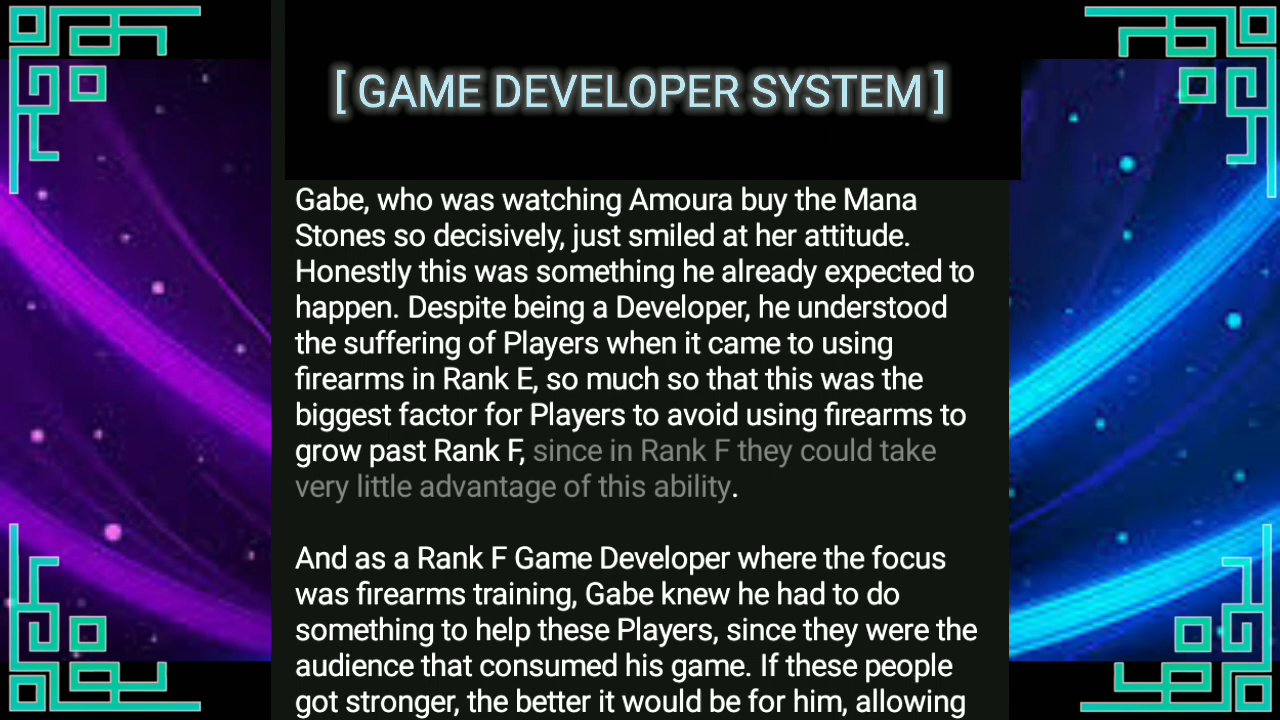 [ GAME DEVELOPER SYSTEM ]
Gabe, who was watching Amoura buy the Mana
Stones so decisively, just smiled at her attitude.
Honestly this was something he already expected to
happen. Despite being a Developer, he understood
the suffering of Players when it came to using
firearms in Rank E, so much so that this was the
biggest factor for Players to avoid using firearms to
grow past Rank F, since in Rank F they could take
very little advantage of this ability.
And as a Rank F Game Developer where the focus
was firearms training, Gabe knew he had to do
something to help these Players, since they were the
audience that consumed his game. If these people
got stronger, the better it would be for him, allowing